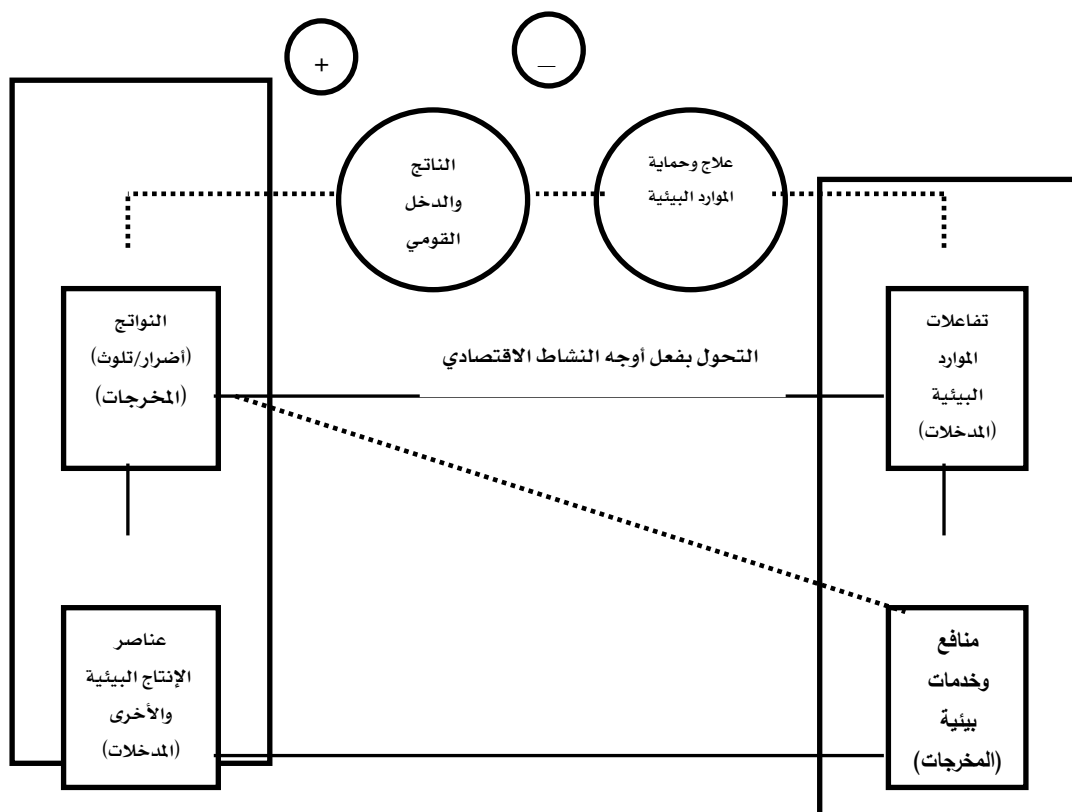 +
—
علاج وحماية
الموارد البيئية
الناتج
والدخل
القومي
تفاعلات
الموارد
البيئية
(المدخلات)
التحول بفعل أوجه النشاط الاقتصادي
النواتج
(أضرار/تلوث)
(المخرجات)
منافع
وخدمات
بيئية
(المخرجات)
عناصر
الإنتاج البيئية
والأخرى
(المدخلات)